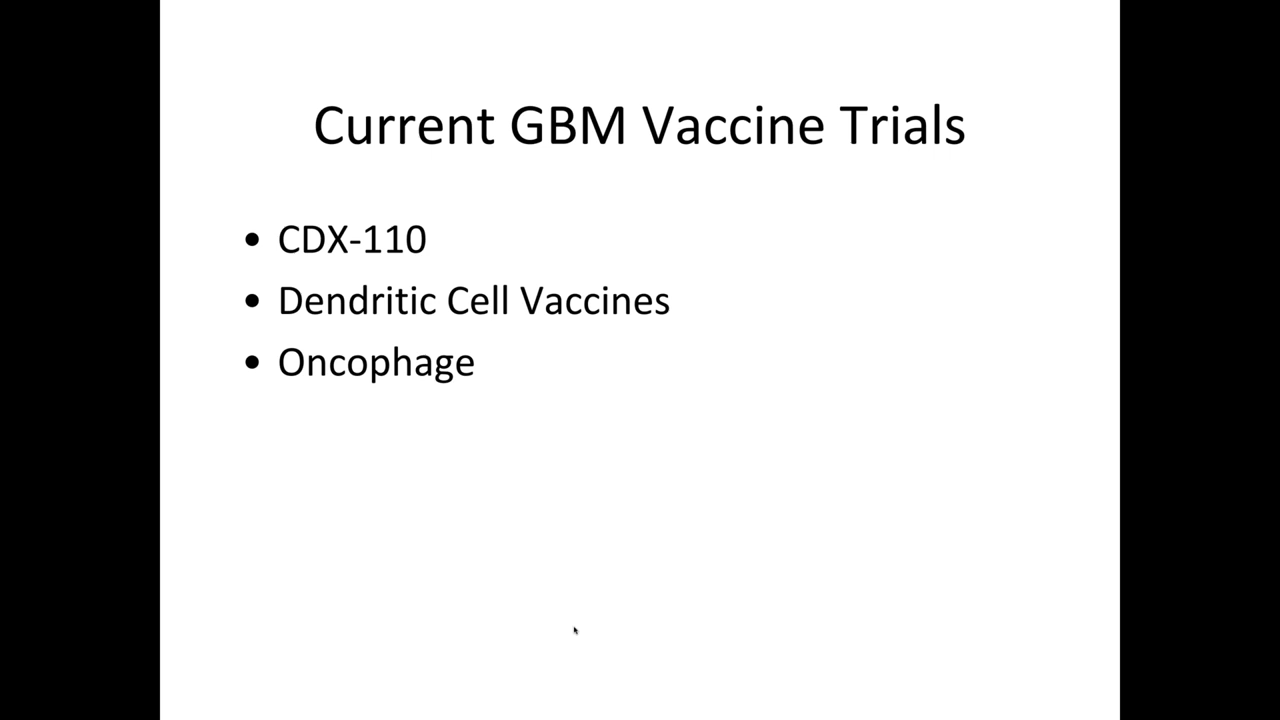 Current GBM Vaccine Trials
• CDX-110
• Dendritic Cell Vaccines
• Oncophage